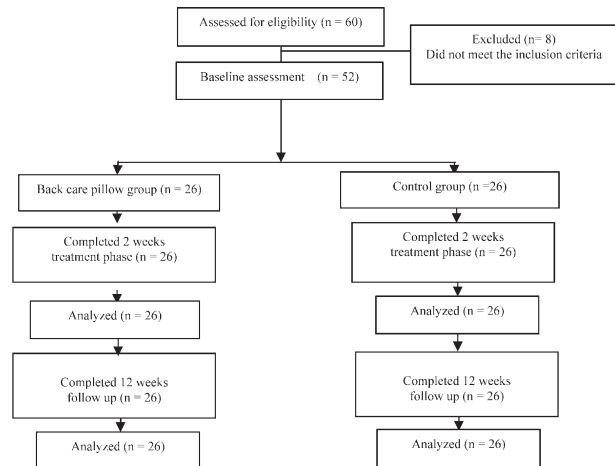 Assessed for eligibility (n = 60)
Excluded (n= 8)
Did not meet the inclusion criteria
Baseline assessment (n = 52)
Back care pillow group (n = 26)
Control group (n =26)
Completed 2 weeks
treatment phase (n = 26)
Completed 2 weeks
treatment phase (n = 26)
Analyzed (n = 26)
Analyzed (n = 26)
Completed 12 weeks
follow up (n = 26)
Completed 12 weeks
follow up (n = 26)
Analyzed (n = 26)
Analyzed (n = 26)